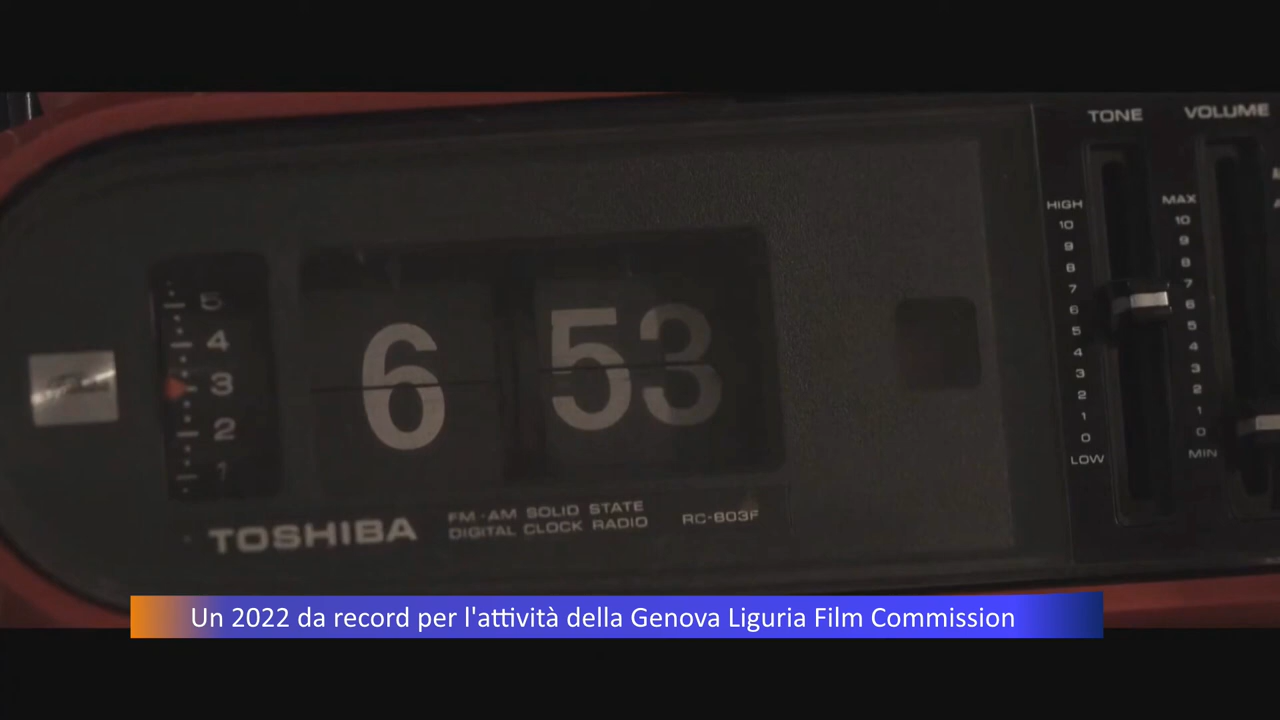 TONE
VOLUME
HIGH
10
9
8
7
6
5
4
3
2
1
0
LOW
MAX
10
9
8
7
6
5
4
3
2
1
0
MIN
5
4
3
2
1
6
53
TOSHIBA
FM-AM SOLID STATE
DIGITAL CLOCK RADIO
RC-803F
Un 2022 da record per l'attività della Genova Liguria Film Commission